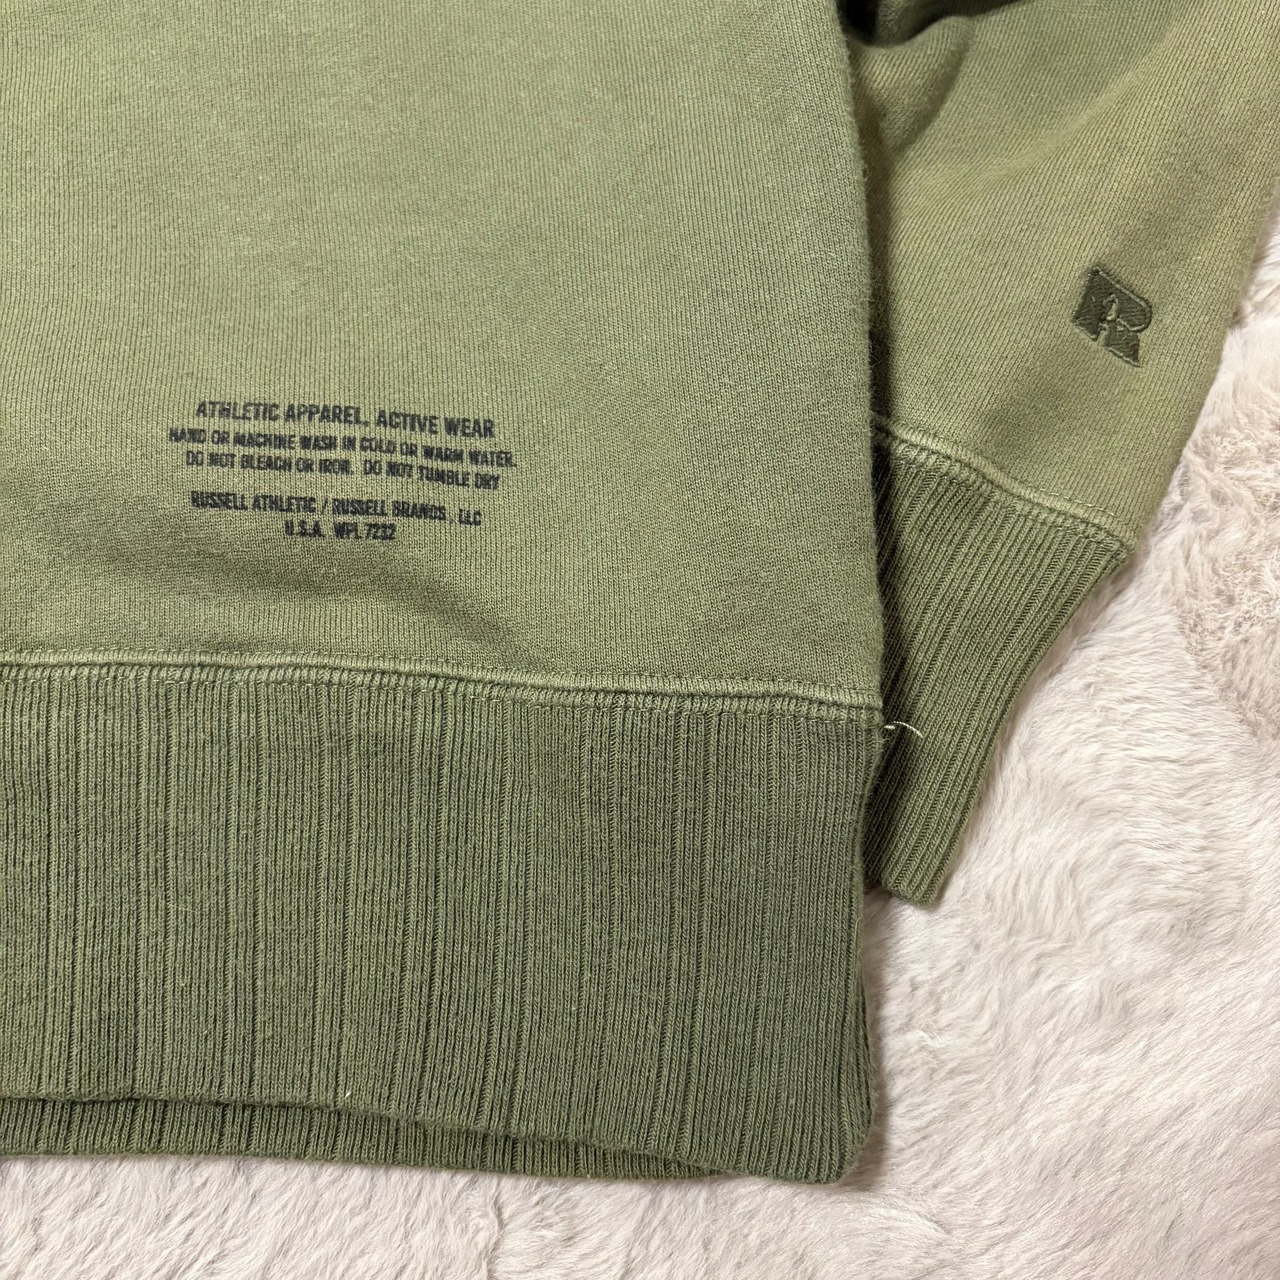 ATHLETIC APPAREL, ACTIVE WEAR
HAND OR MACHINE WASH IN COLD OR WARM WATER.
DO NOT BLEACH OR IRON. DO NOT TUMBLE DRY
RUSSELL ATHLETIC / RUSSELL BRANDS, LLC
U.S.A. WPL 7232
R